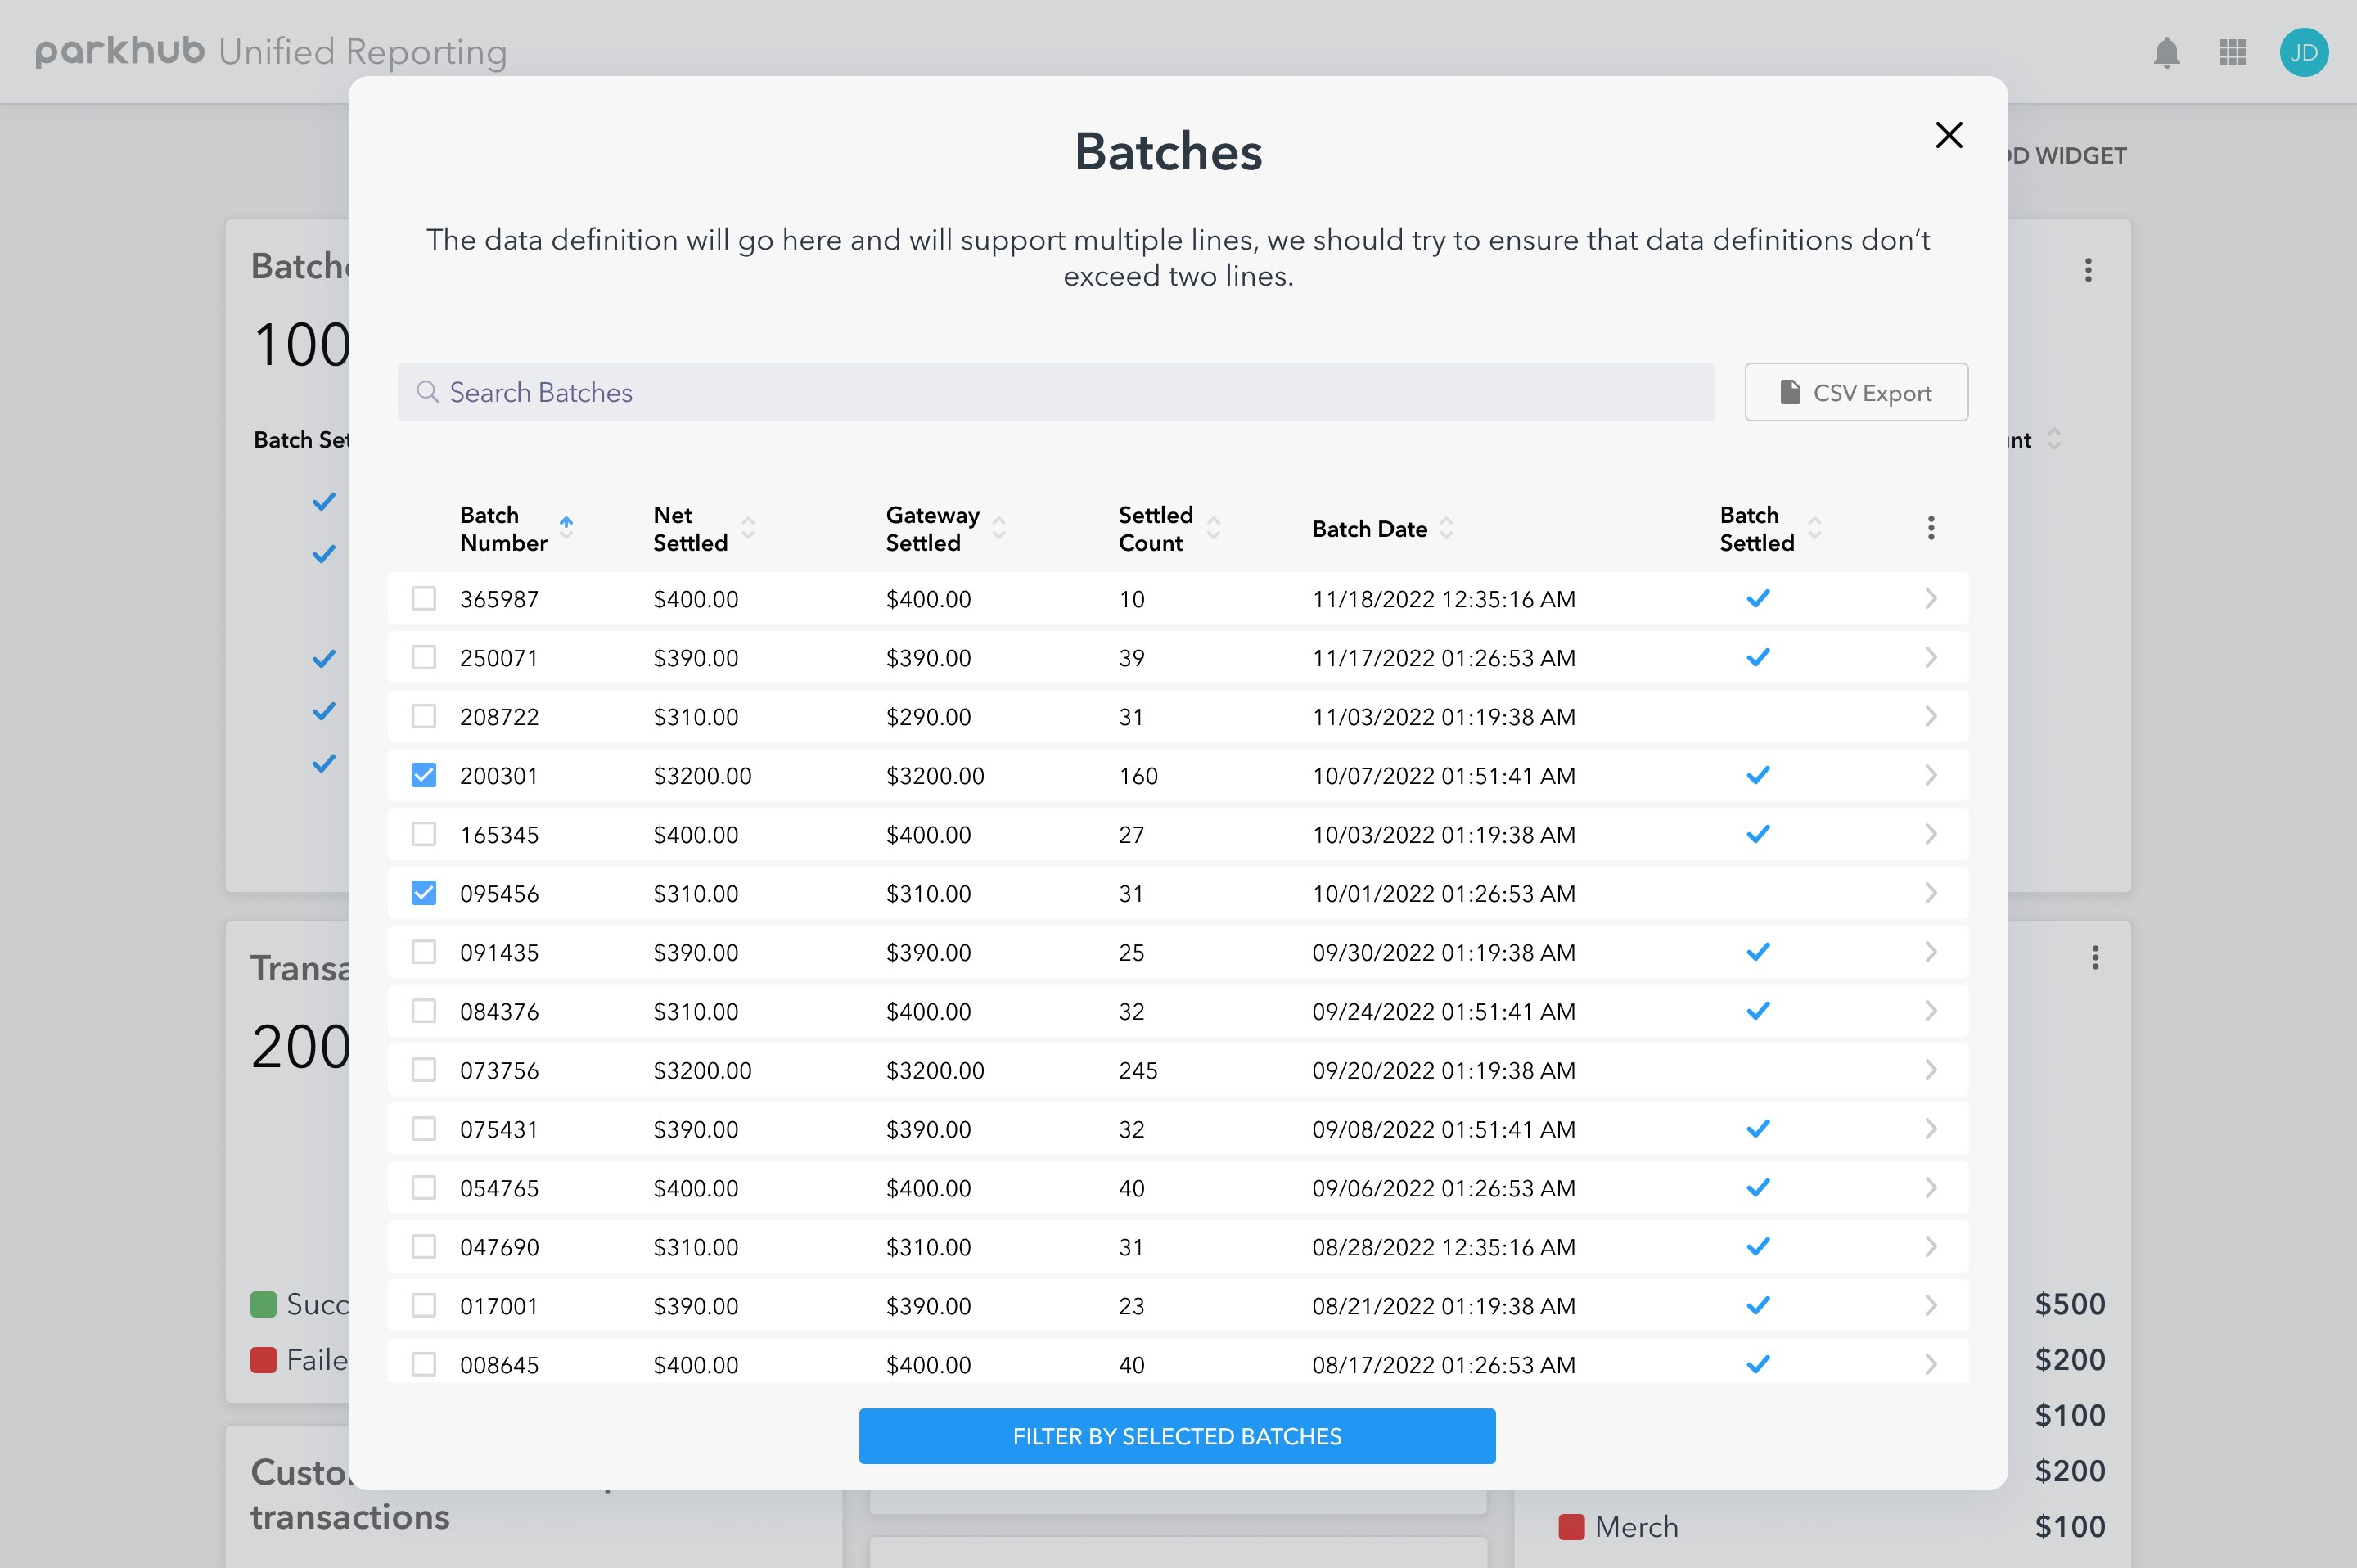 parkhub Unified Reporting
JD
Batches
WIDGET
The data definition will go here and will support multiple lines, we should try to ensure that data definitions don’t
exceed two lines.
100
Search Batches
CSV Export
Batch
Batch Number
Net Settled
Gateway Settled
Settled Count
Batch Date
Batch Settled
365987 $400.00 $400.00 10 11/18/2022 12:35:16 AM
250071 $390.00 $390.00 39 11/17/2022 01:26:53 AM
208722 $310.00 $290.00 31 11/03/2022 01:19:38 AM
200301 $3200.00 $3200.00 160 10/07/2022 01:51:41 AM
165345 $400.00 $400.00 27 10/03/2022 01:19:38 AM
095456 $310.00 $310.00 31 10/01/2022 01:26:53 AM
091435 $390.00 $390.00 25 09/30/2022 01:19:38 AM
084376 $310.00 $400.00 32 09/24/2022 01:51:41 AM
073756 $3200.00 $3200.00 245 09/20/2022 01:19:38 AM
075431 $390.00 $390.00 32 09/08/2022 01:51:41 AM
054765 $400.00 $400.00 40 09/06/2022 01:26:53 AM
047690 $310.00 $310.00 31 08/28/2022 12:35:16 AM
017001 $390.00 $390.00 23 08/21/2022 01:19:38 AM
008645 $400.00 $400.00 40 08/17/2022 01:26:53 AM
FILTER BY SELECTED BATCHES
200
transactions
$500
$200
$100
$200
Merch $100